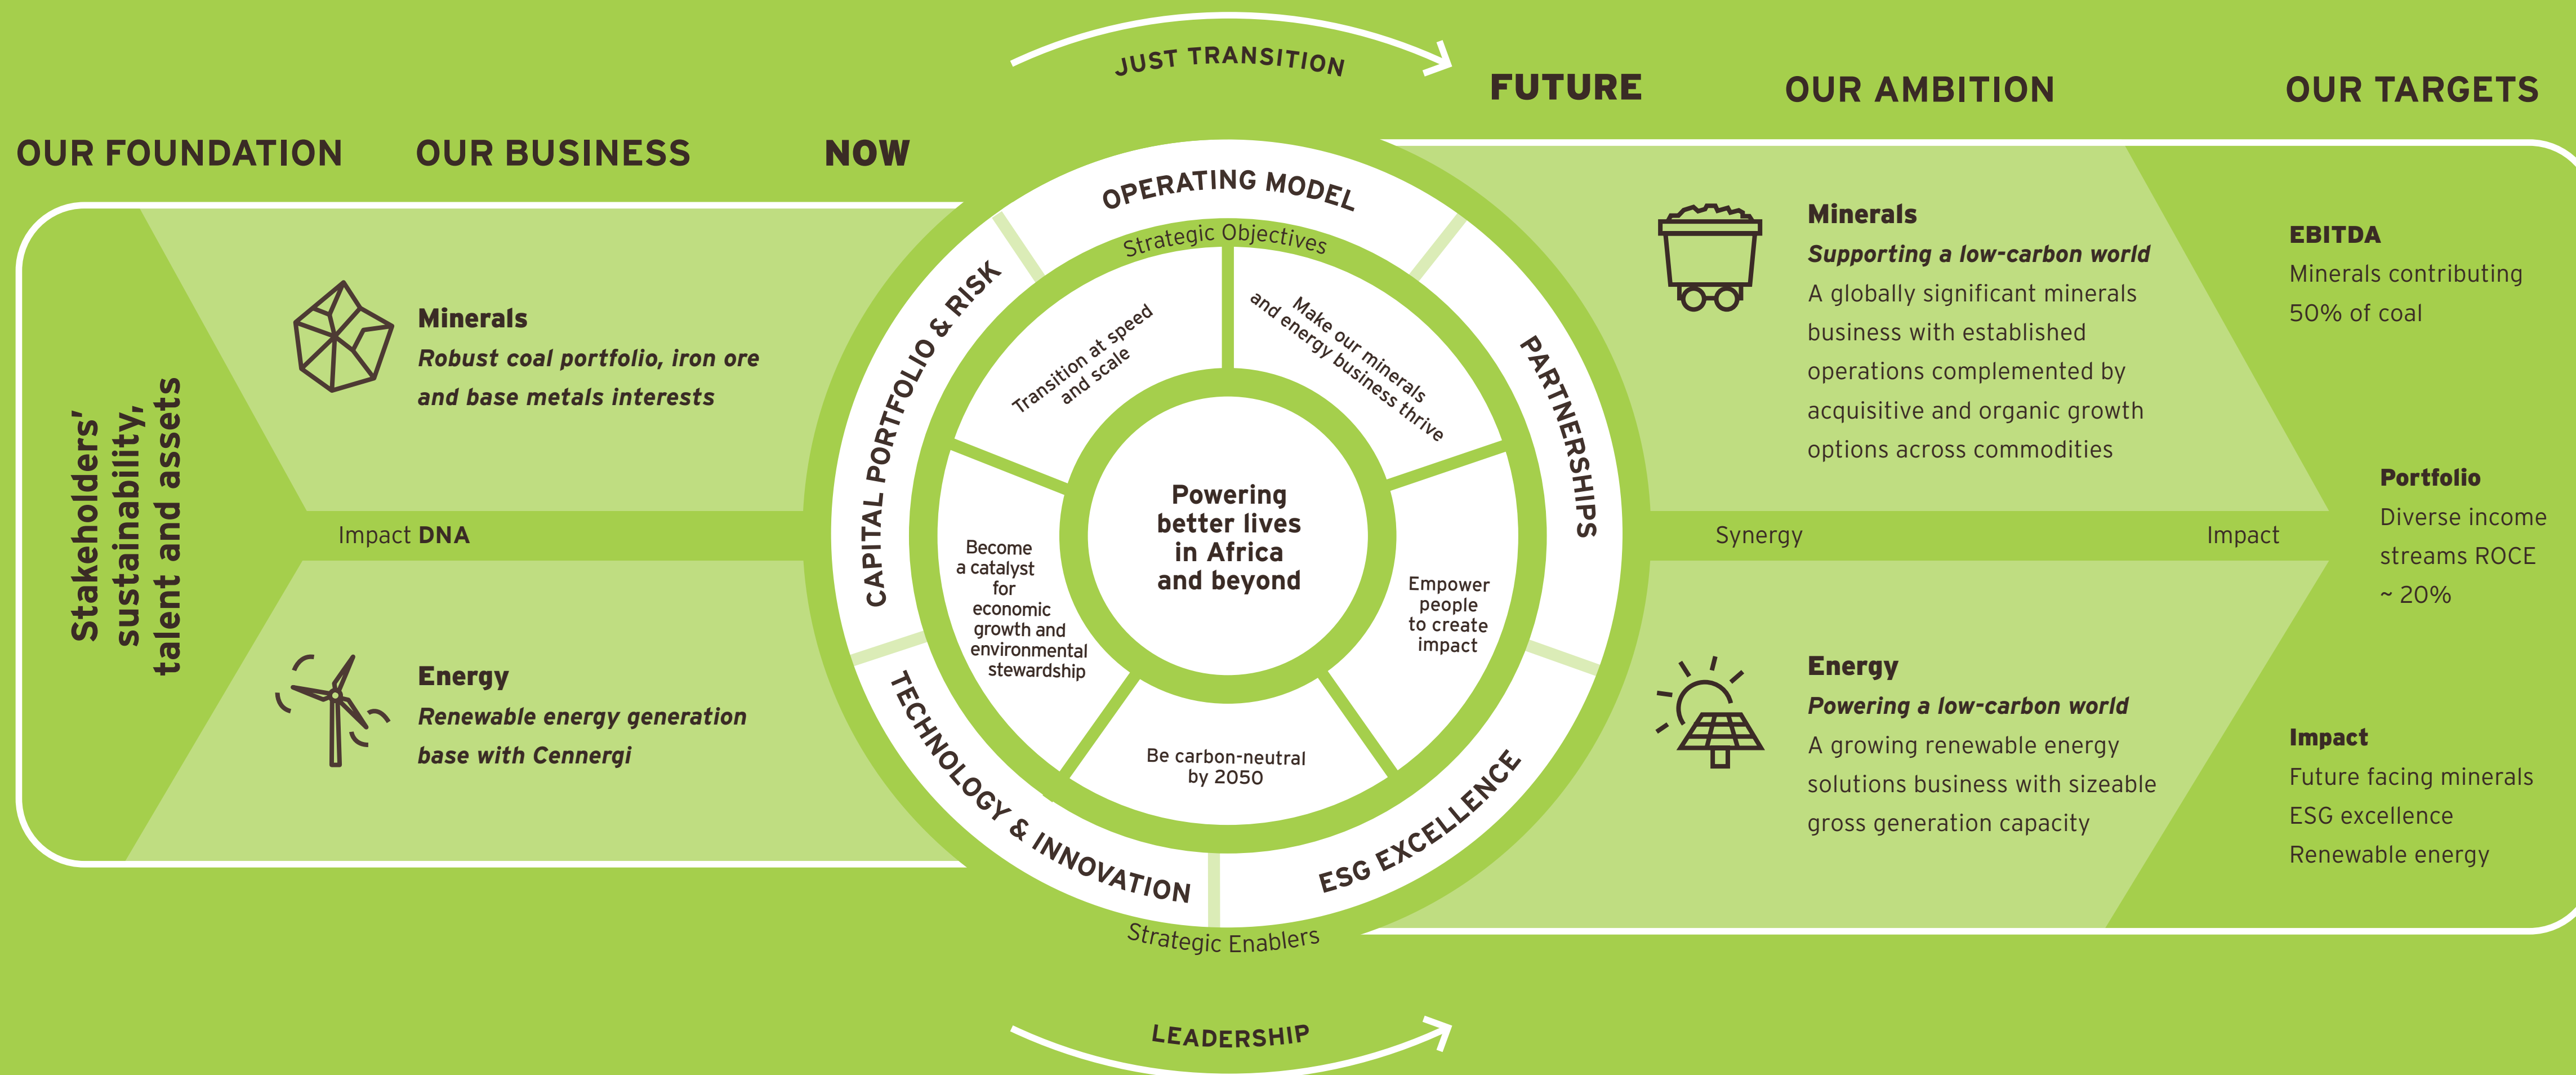 JUST TRANSITION
OUR FOUNDATION
OUR BUSINESS
NOW
FUTURE
OUR AMBITION
OUR TARGETS
Stakeholders’
sustainability,
talent and assets
Minerals
Robust coal portfolio, iron ore
and base metals interests
Impact DNA
Energy
Renewable energy generation
base with Cennergi
OPERATING MODEL
PARTNERSHIPS
ESG EXCELLENCE
TECHNOLOGY & INNOVATION
CAPITAL PORTFOLIO & RISK
Strategic Objectives
Transition at speed
and scale
Make our minerals
and energy business thrive
Empower
people
to create
impact
Be carbon-neutral
by 2050
Become
a catalyst
for
economic
growth and
environmental
stewardship
Powering
better lives
in Africa
and beyond
Strategic Enablers
LEADERSHIP
Minerals
Supporting a low-carbon world
A globally significant minerals
business with established
operations complemented by
acquisitive and organic growth
options across commodities
Synergy
Impact
Energy
Powering a low-carbon world
A growing renewable energy
solutions business with sizeable
gross generation capacity
EBITDA
Minerals contributing
50% of coal
Portfolio
Diverse income
streams ROCE
~ 20%
Impact
Future facing minerals
ESG excellence
Renewable energy